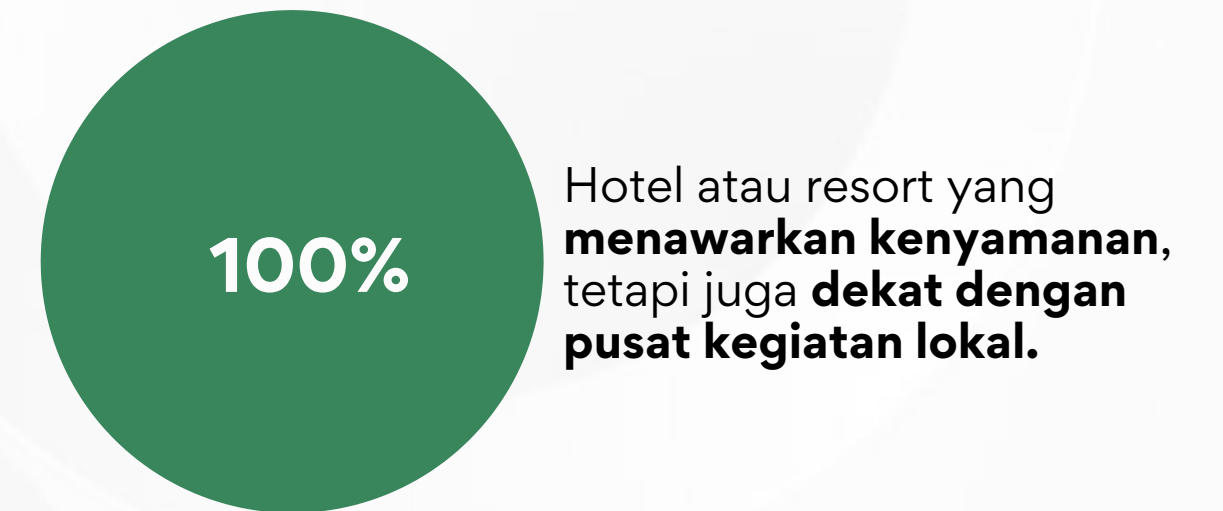 100%
Hotel atau resort yang
menawarkan kenyamanan,
tetapi juga dekat dengan
pusat kegiatan lokal.